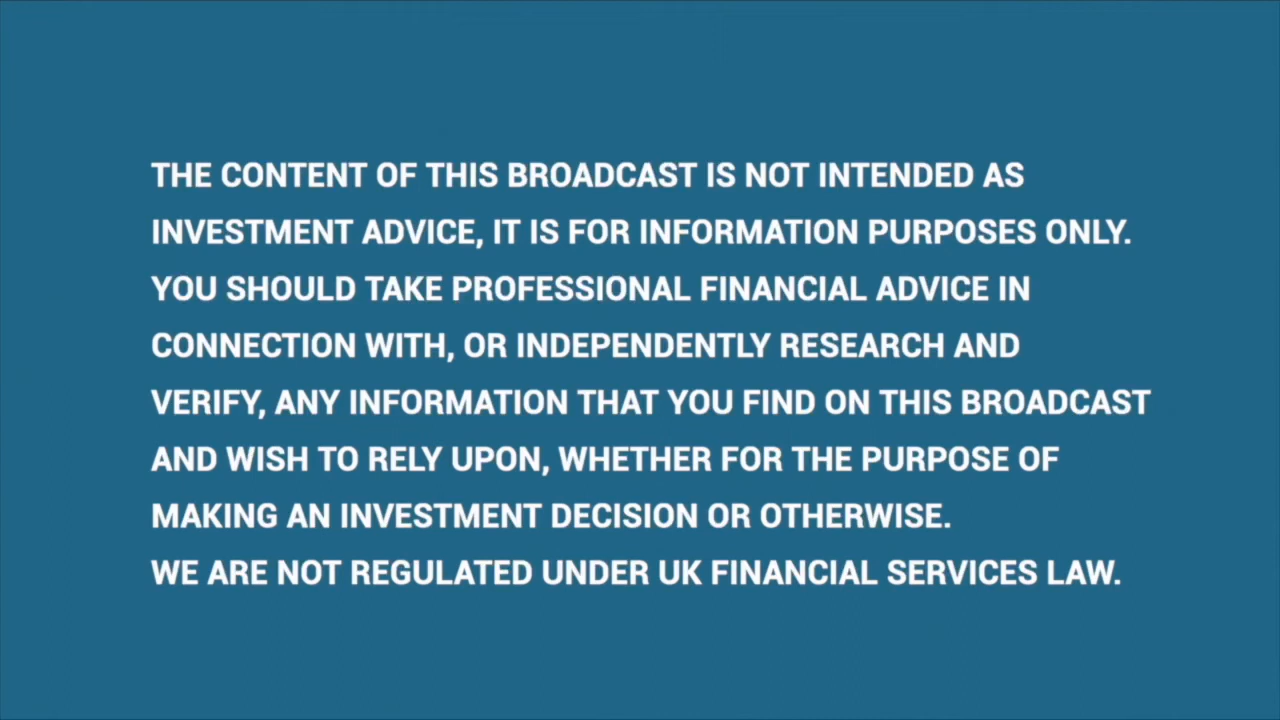 THE CONTENT OF THIS BROADCAST IS NOT INTENDED AS
INVESTMENT ADVICE, IT IS FOR INFORMATION PURPOSES ONLY.
YOU SHOULD TAKE PROFESSIONAL FINANCIAL ADVICE IN
CONNECTION WITH, OR INDEPENDENTLY RESEARCH AND
VERIFY, ANY INFORMATION THAT YOU FIND ON THIS BROADCAST
AND WISH TO RELY UPON, WHETHER FOR THE PURPOSE OF
MAKING AN INVESTMENT DECISION OR OTHERWISE.
WE ARE NOT REGULATED UNDER UK FINANCIAL SERVICES LAW.